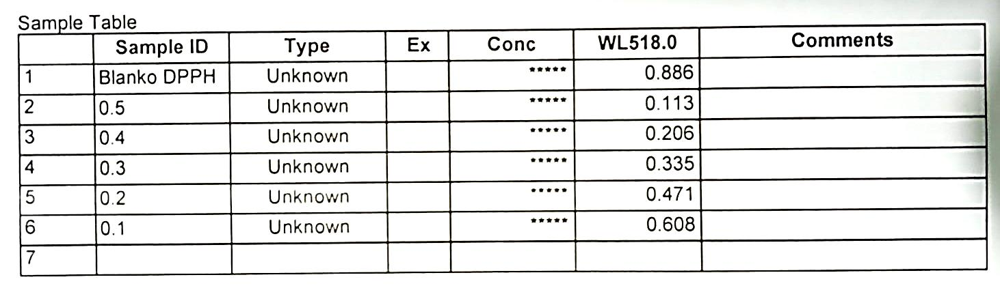 Sample Table
Sample ID Type Ex Conc WL518.0 Comments
1 Blanko DPPH Unknown ***** 0.886
2 0.5 Unknown ***** 0.113
3 0.4 Unknown ***** 0.206
4 0.3 Unknown ***** 0.335
5 0.2 Unknown ***** 0.471
6 0.1 Unknown ***** 0.608
7